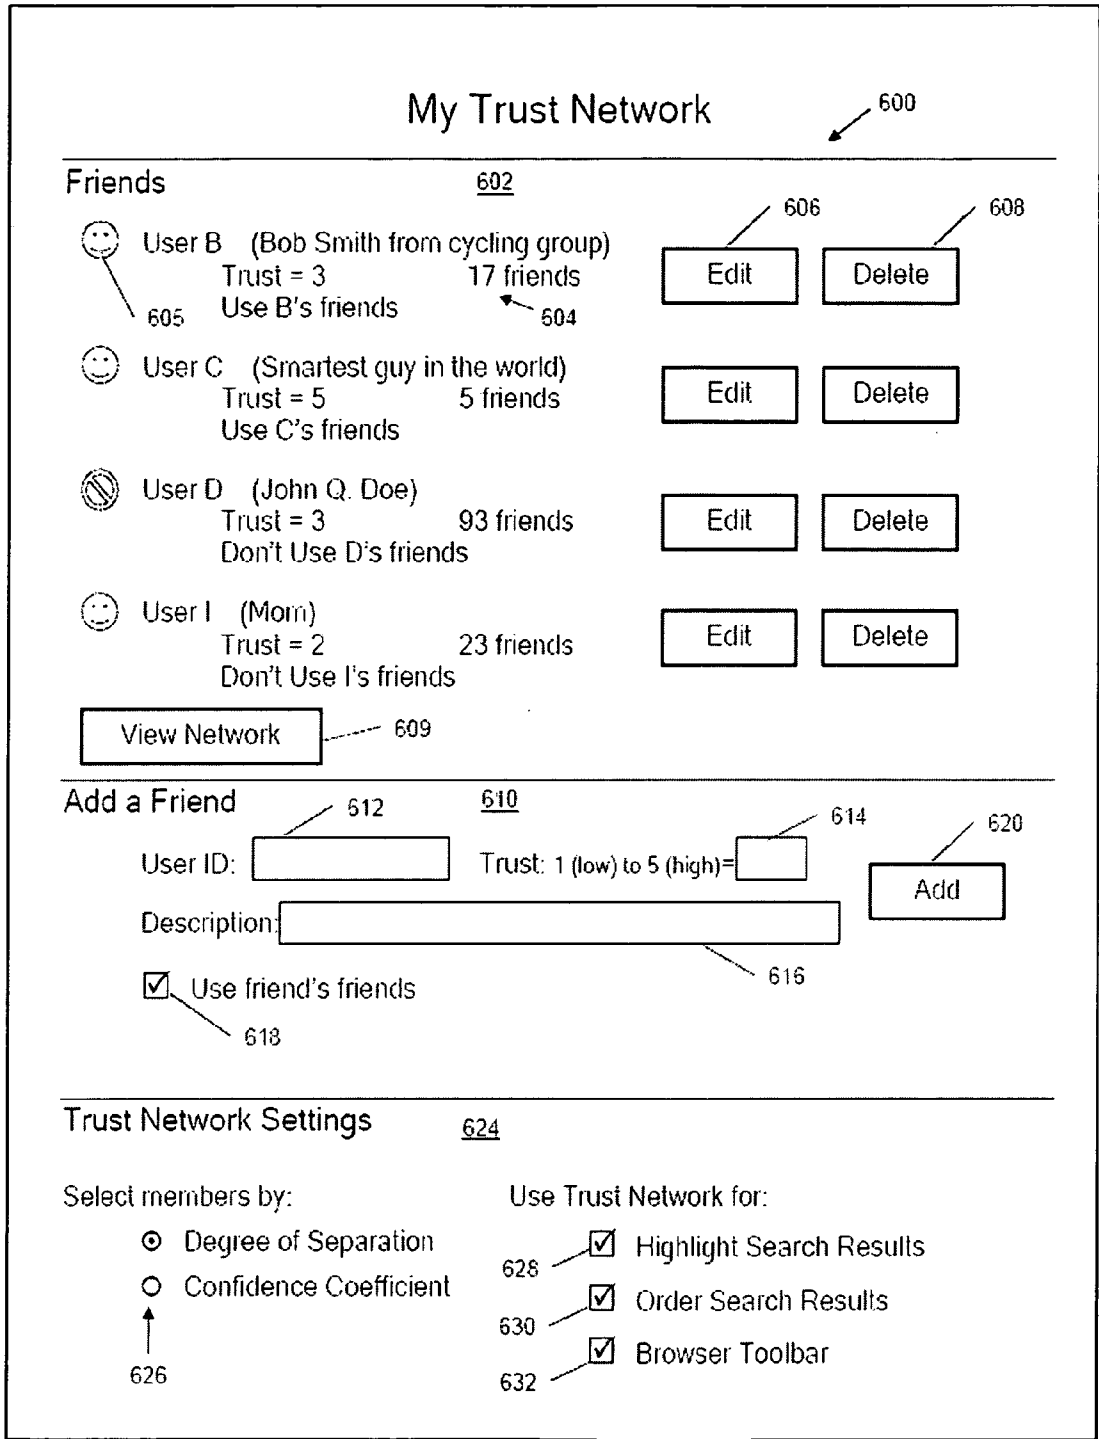 My Trust Network
600
Friends 602
606 608
User B (Bob Smith from cycling group)
Edit Delete
Trust = 3 17 friends
Use B's friends
605 604
User C (Smartest guy in the world)
Edit Delete
Trust = 5 5 friends
Use C's friends
User D (John Q. Doe)
Edit Delete
Trust = 3 93 friends
Don't Use D's friends
User I (Mom)
Edit Delete
Trust = 2 23 friends
Don't Use I's friends
View Network 609
Add a Friend 610
612 614 620
User ID: Trust: 1 (low) to 5 (high)=
Add
Description:
616
Use friend's friends
618
Trust Network Settings 624
Select members by: Use Trust Network for:
Degree of Separation Highlight Search Results
628
Confidence Coefficient Order Search Results
630
Browser Toolbar
626 632